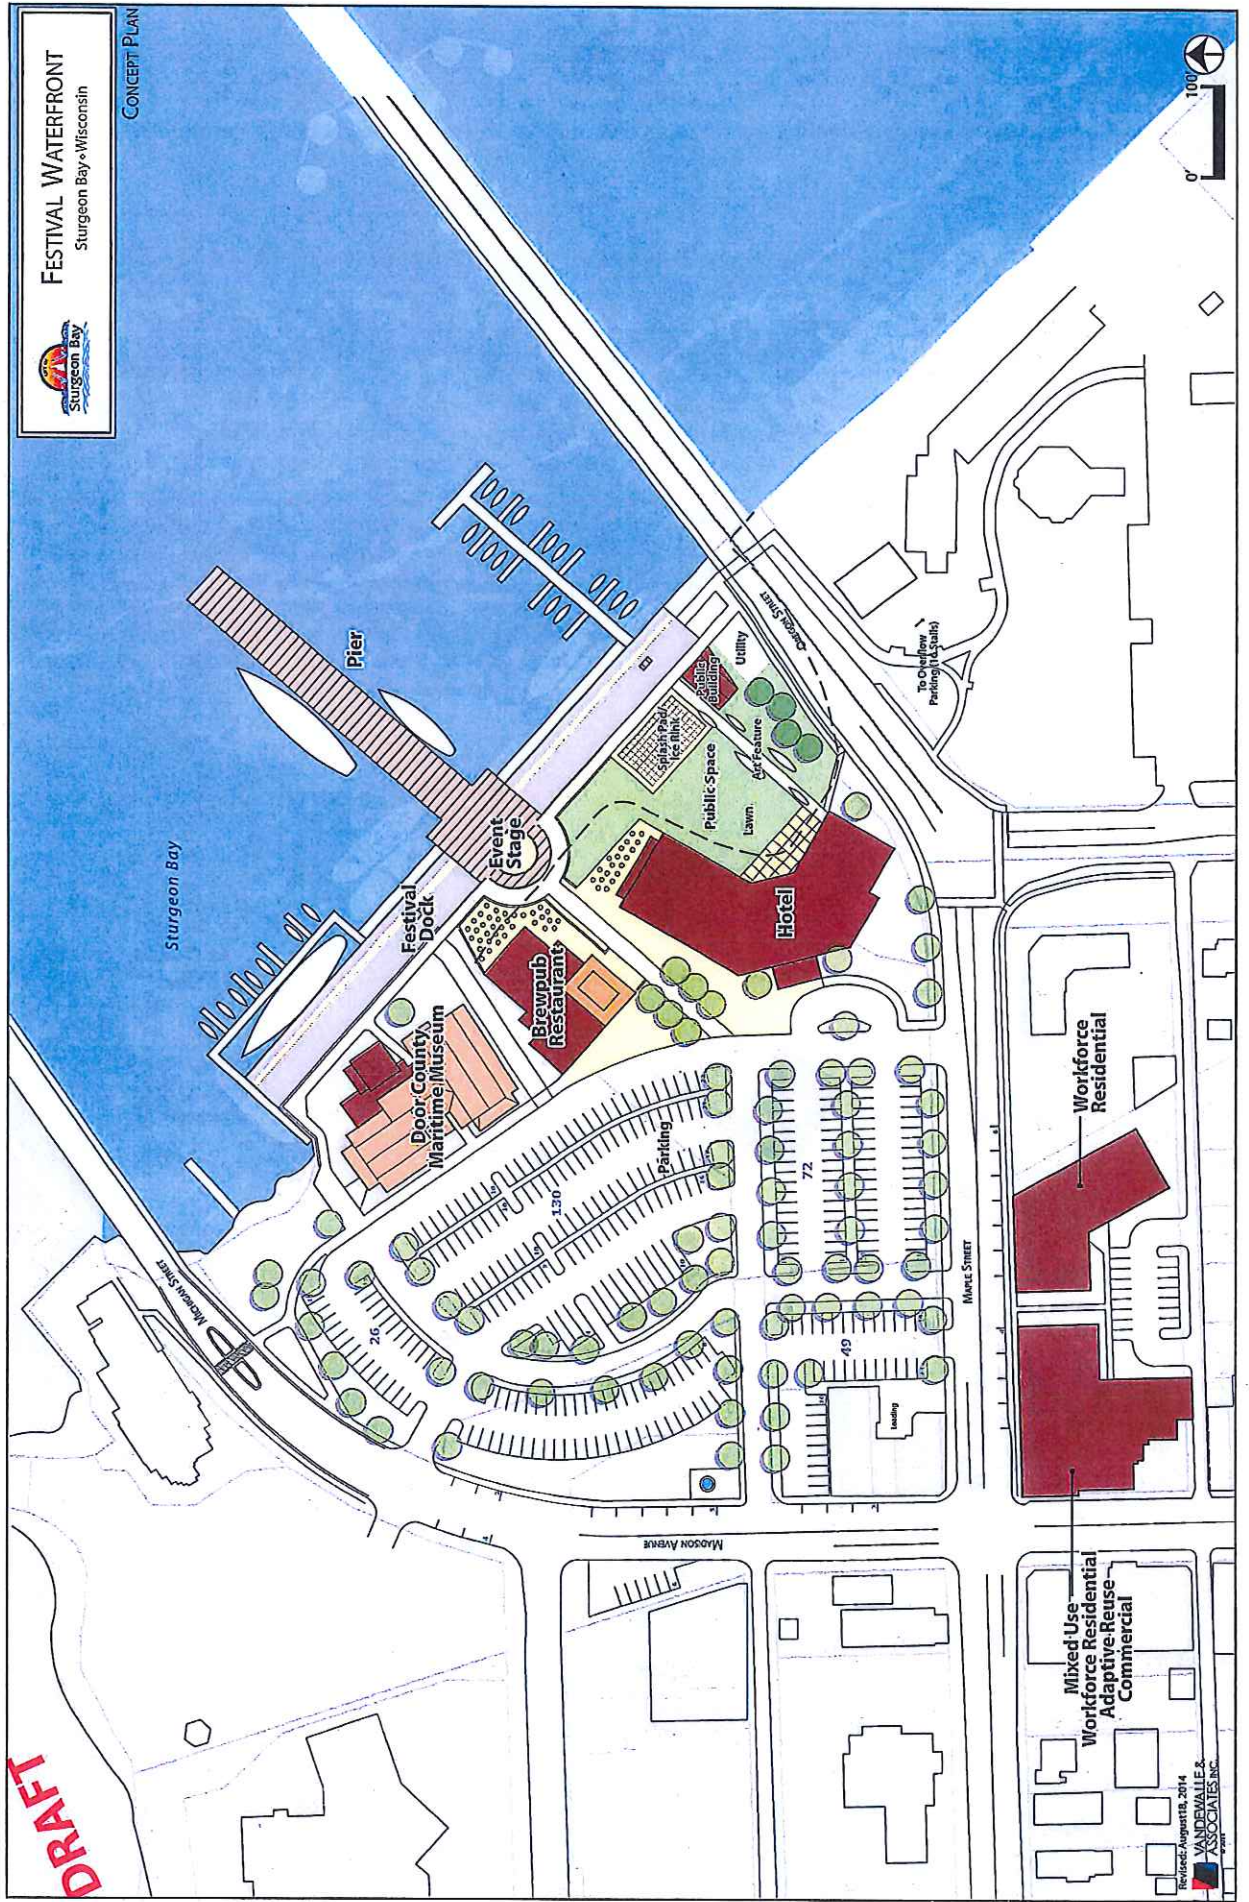 DRAFT
FESTIVAL WATERFRONT
Sturgeon Bay•Wisconsin
Sturgeon Bay
CONCEPT PLAN
Sturgeon Bay
MICHIGAN STREET
Pier
Festival
Dock
Event
Stage
Door County
Maritime Museum
Brewpub
Restaurant
Splash Pad/
Ice Rink
Public
Building
Utility
Public Space
Art Feature
Lawn
Hotel
OREGON STREET
To Overflow
Parking
Stalls)
Parking
26
130
72
49
Loading
MADISON AVENUE
MAPLE STREET
Workforce
Residential
Mixed Use
Workforce Residential
Adaptive Reuse
Commercial
0'
100'
Revised: August 18, 2014
VANDEWALLE &
ASSOCIATES INC.